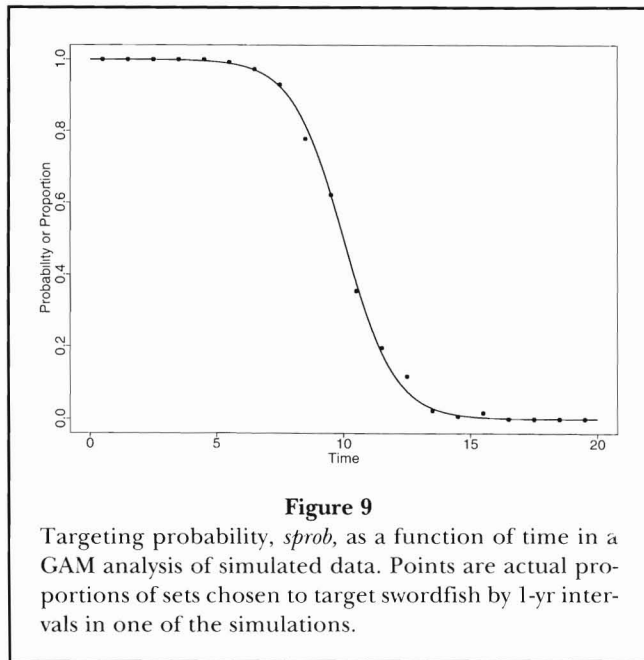 1.0
0.8
0.6
0.4
0.2
0.0
Probability or Proportion
0
5
10
15
20
Time
Figure 9
Targeting probability, sprob, as a function of time in a
GAM analysis of simulated data. Points are actual pro-
portions of sets chosen to target swordfish by 1-yr inter-
vals in one of the simulations.